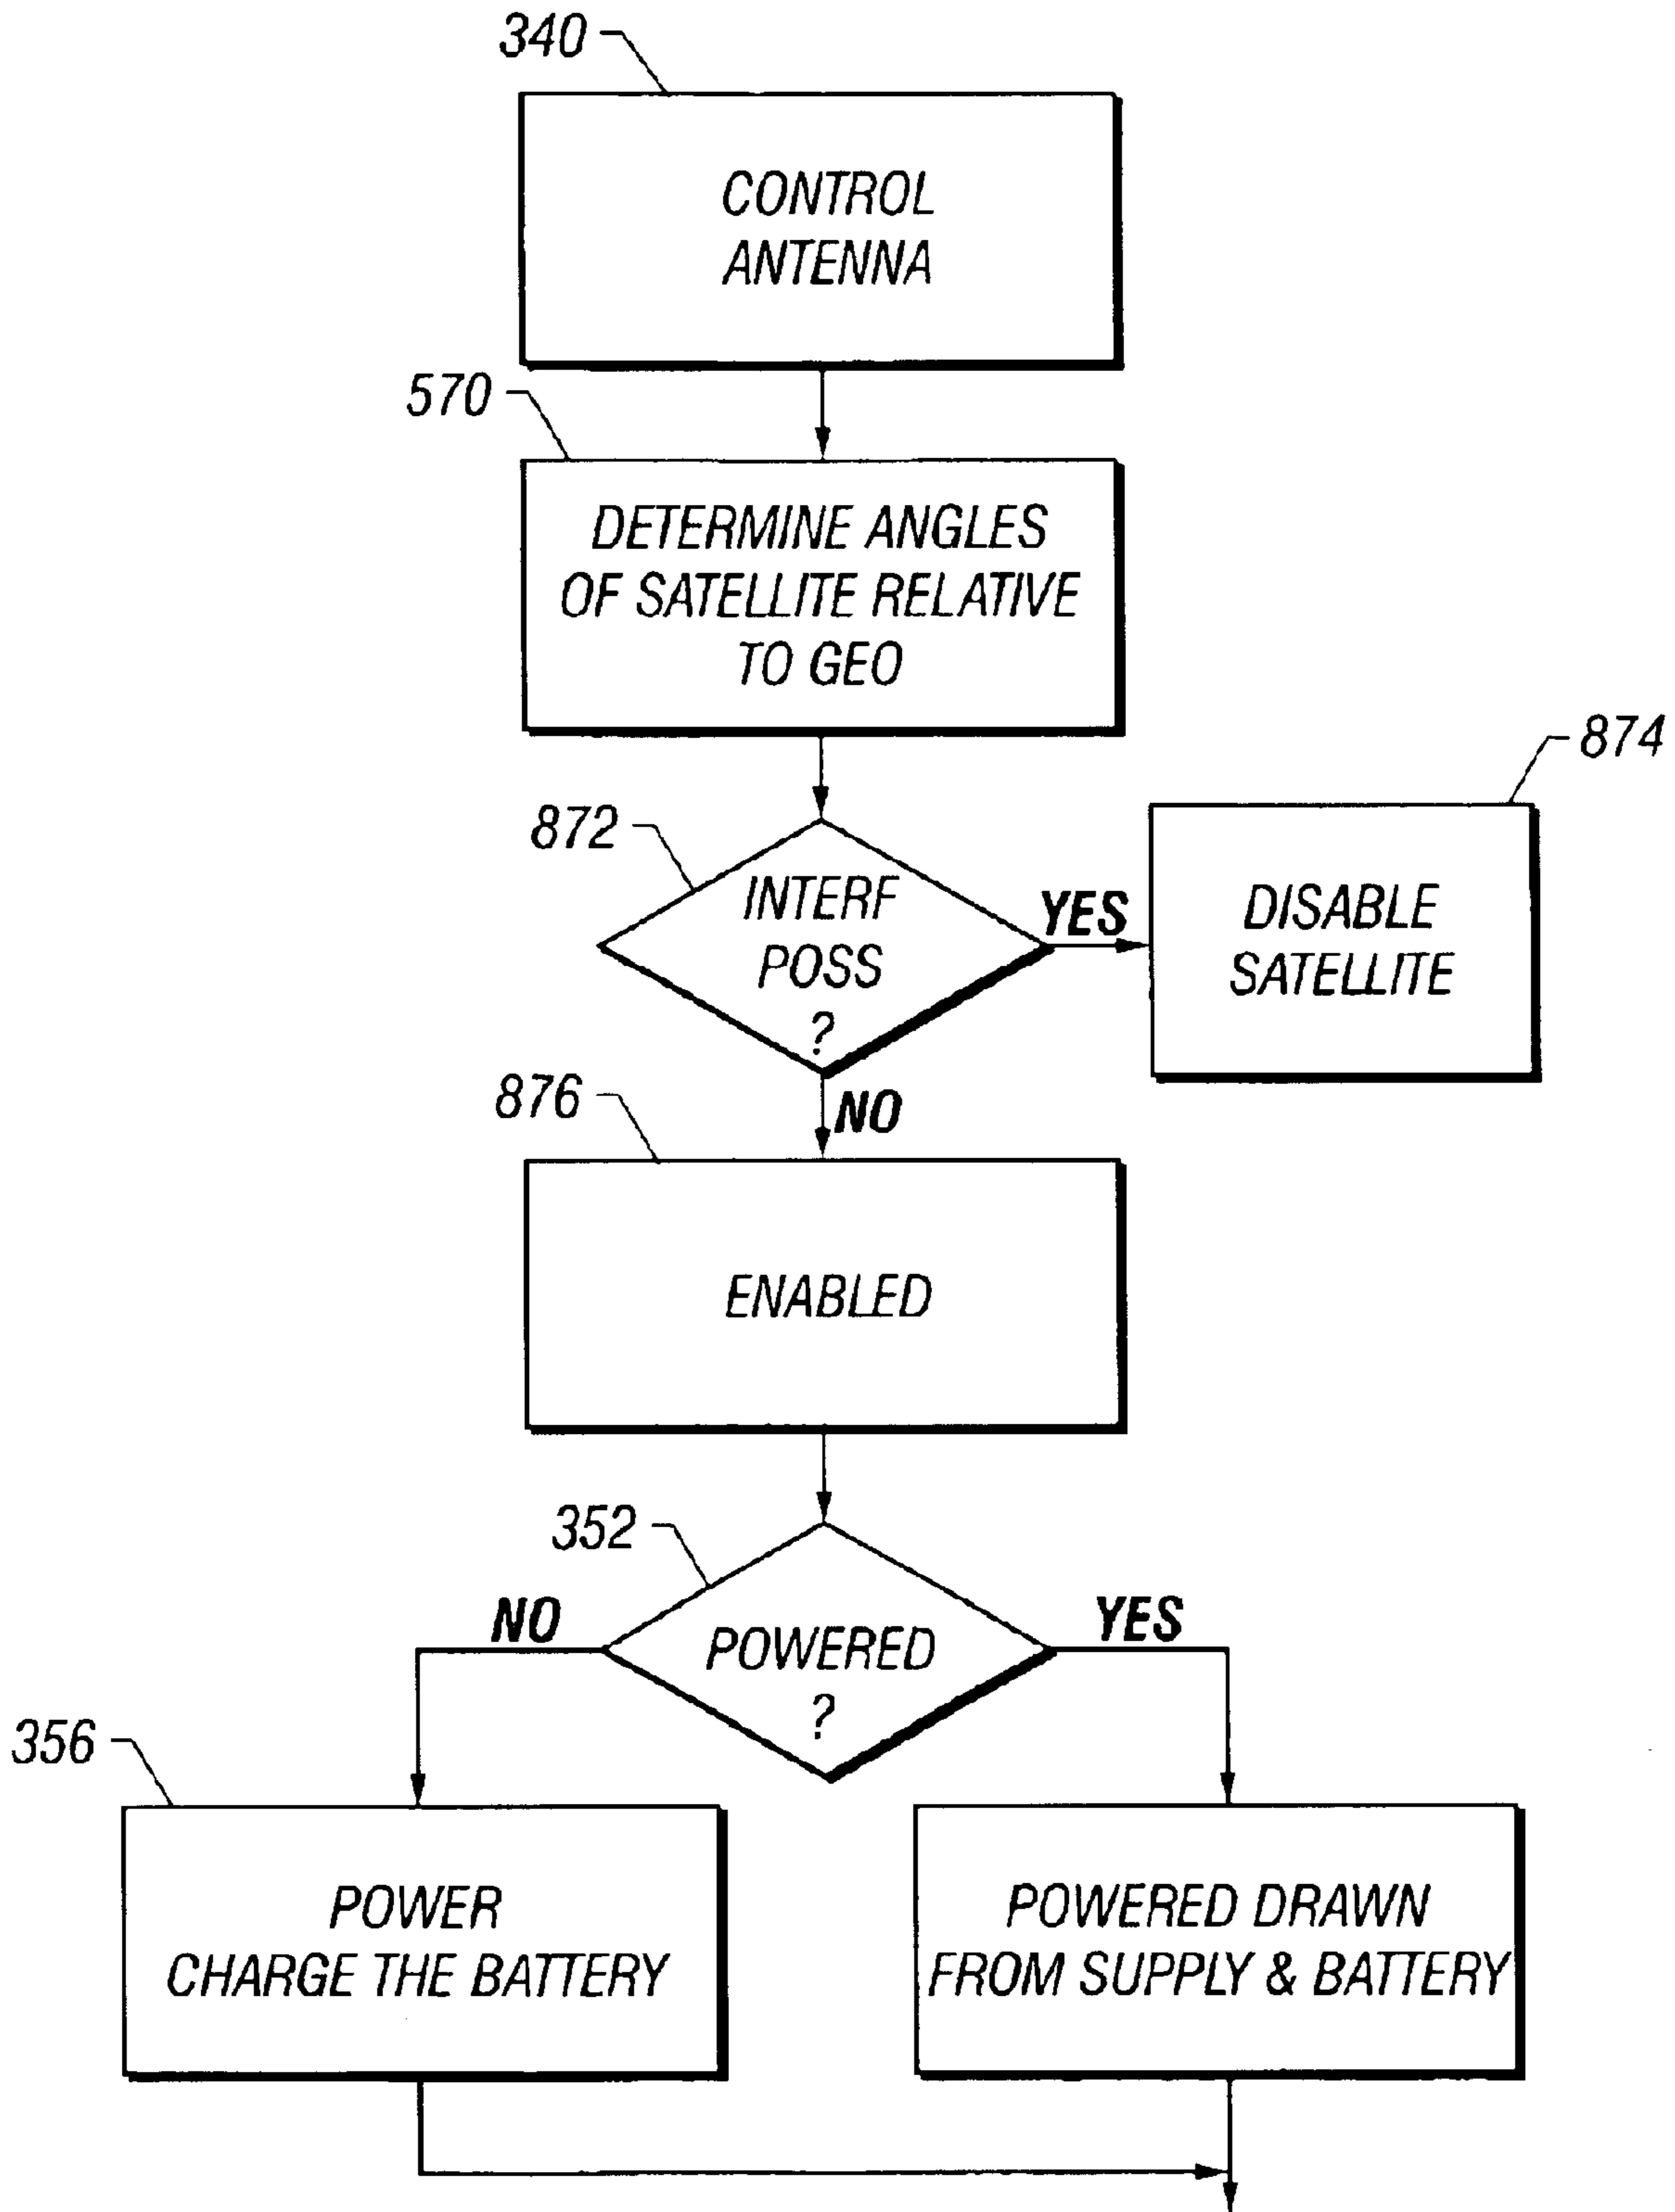 340
CONTROL
ANTENNA
570
DETERMINE ANGLES
OF SATELLITE RELATIVE
TO GEO
874
872
INTERF
POSS
?
YES
DISABLE
SATELLITE
NO
876
ENABLED
352
POWERED
?
NO
YES
356
POWER
CHARGE THE BATTERY
POWERED DRAWN
FROM SUPPLY & BATTERY